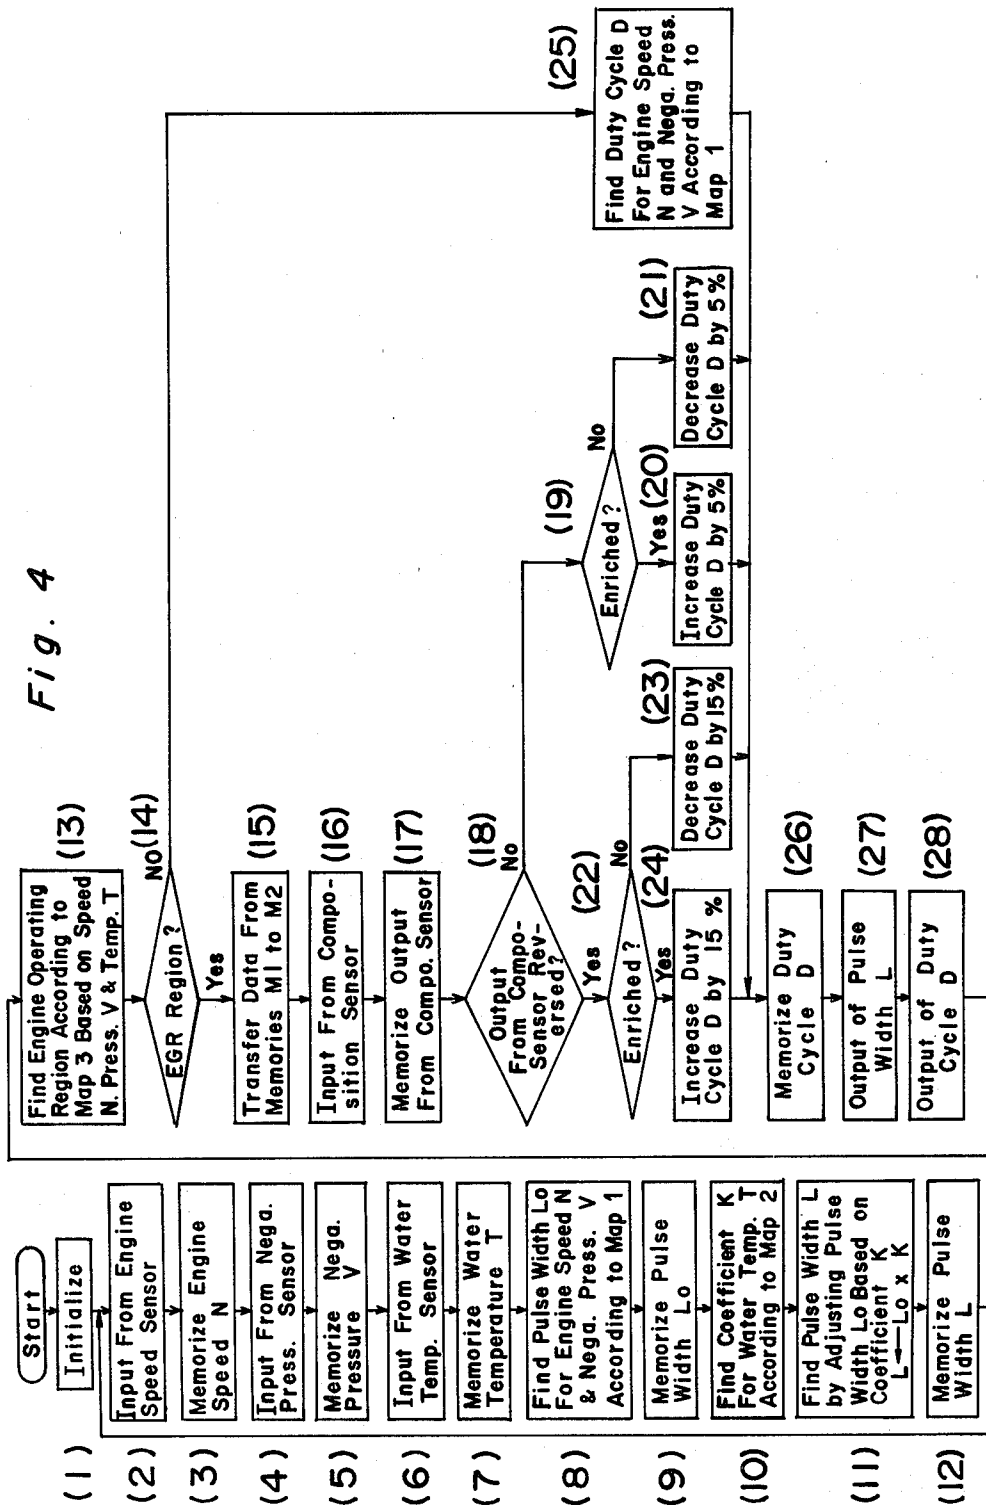 Fig. 4
Start
(1)
Initialize
(2)
Input From Engine
Speed Sensor
(3)
Memorize Engine
Speed N
(4)
Input From Nega.
Press. Sensor
(5)
Memorize Nega.
Pressure V
(6)
Input From Water
Temp. Sensor
(7)
Memorize Water
Temperature T
(8)
Find Pulse Width Lo
For Engine Speed N
& Nega. Press. V
According to Map 1
(9)
Memorize Pulse
Width Lo
(10)
Find Coefficient K
For Water Temp. T
According to Map 2
(11)
Find Pulse Width L
by Adjusting Pulse
Width Lo Based on
Coefficient K
L ← Lo x K
(12)
Memorize Pulse
Width L
(13)
Find Engine Operating
Region According to
Map 3 Based on Speed
N. Press. V & Temp. T
(14)
EGR Region?
No
Yes
(15)
Transfer Data From
Memories M1 to M2
(16)
Input From Compo-
sition Sensor
(17)
Memorize Output
From Compo. Sensor
(18)
Output
From Compo-
Sensor Rev-
ersed?
No
Yes
(22)
Enriched?
No
Yes
(24)
Increase Duty
Cycle D by 15 %
(23)
Decrease Duty
Cycle D by 15%
(19)
Enriched?
No
Yes
(20)
Increase Duty
Cycle D by 5%
(21)
Decrease Duty
Cycle D by 5%
(25)
Find Duty Cycle D
For Engine Speed
N and Nega. Press.
V According to
Map 1
(26)
Memorize Duty
Cycle D
(27)
Output of Pulse
Width L
(28)
Output of Duty
Cycle D